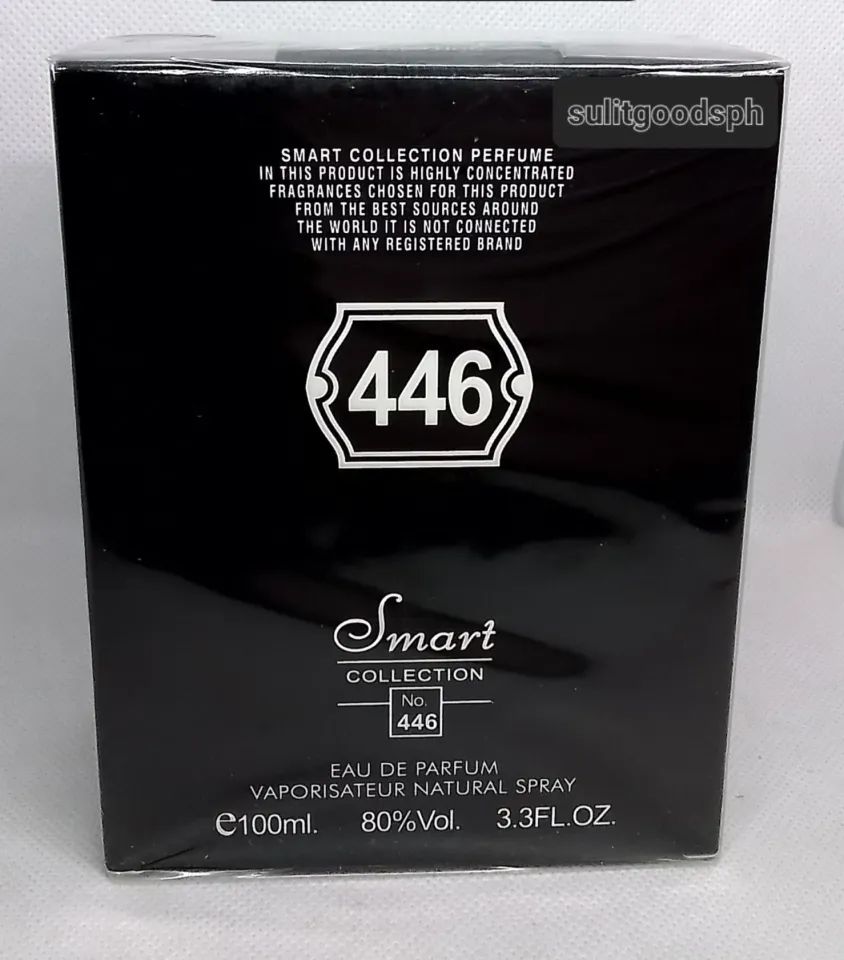 sulitgoodsph
SMART COLLECTION PERFUME
IN THIS PRODUCT IS HIGHLY CONCENTRATED
FRAGRANCES CHOSEN FOR THIS PRODUCT
FROM THE BEST SOURCES AROUND
THE WORLD IT IS NOT CONNECTED
WITH ANY REGISTERED BRAND
446
Smart
COLLECTION
No.
446
EAU DE PARFUM
VAPORISATEUR NATURAL SPRAY
℮100ml. 80%Vol. 3.3FL.OZ.